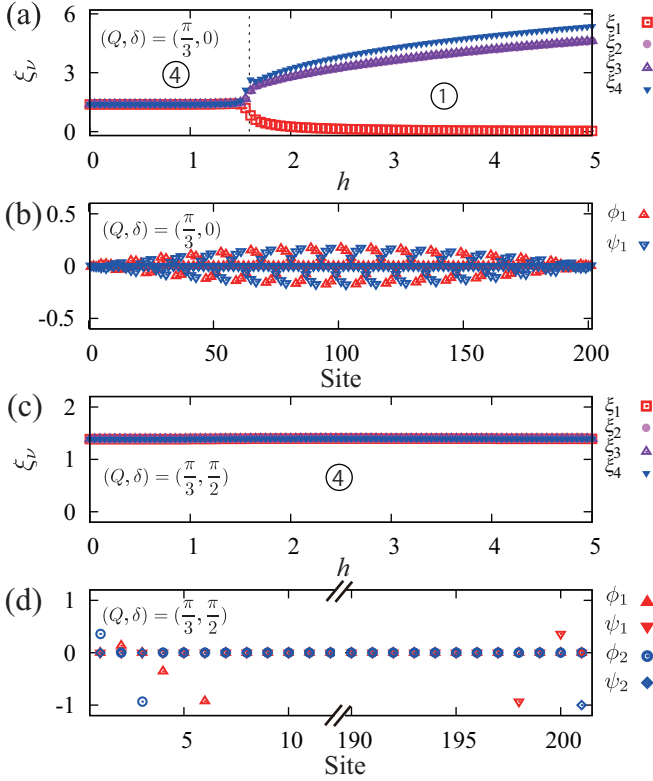 (a)
(Q, δ) = (π/3, 0)
ξν
6
3
0
④
①
0 1 2 3 4 5
h
ξ1
ξ2
ξ3
ξ4
(b)
(Q, δ) = (π/3, 0)
0.5
0
-0.5
0 50 100 150 200
Site
ϕ1
ψ1
(c)
ξν
2
1
0
(Q, δ) = (π/3, π/2)
④
0 1 2 3 4 5
h
ξ1
ξ2
ξ3
ξ4
(d)
(Q, δ) = (π/3, π/2)
1
0
-1
5 10 190 195 200
Site
ϕ1
ψ1
ϕ2
ψ2